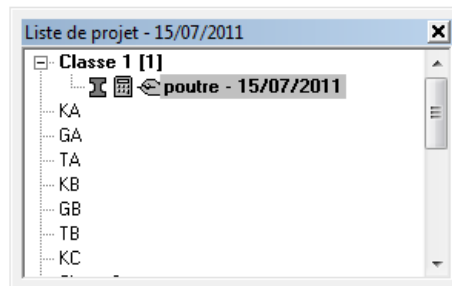 Liste de projet - 15/07/2011
Classe 1 [1]
poutre - 15/07/2011
KA
GA
TA
KB
GB
TB
KC